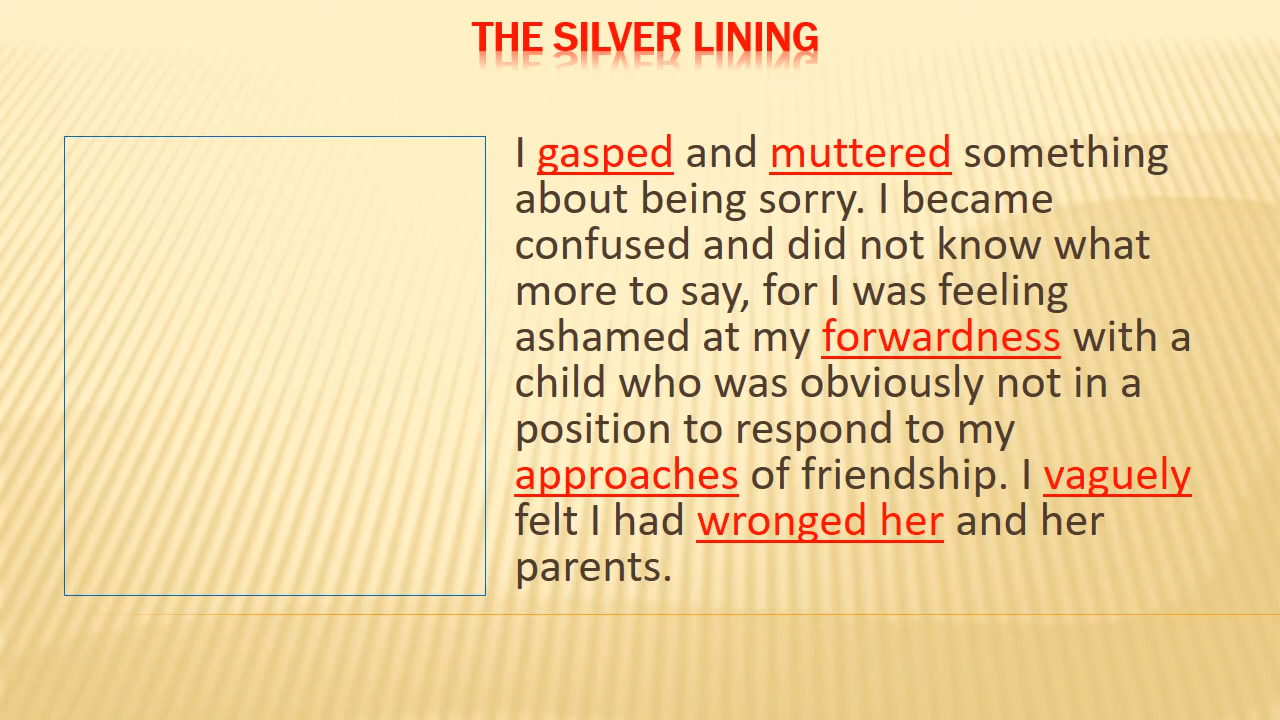 THE SILVER LINING
I gasped and muttered something
about being sorry. I became
confused and did not know what
more to say, for I was feeling
ashamed at my forwardness with a
child who was obviously not in a
position to respond to my
approaches of friendship. I vaguely
felt I had wronged her and her
parents.